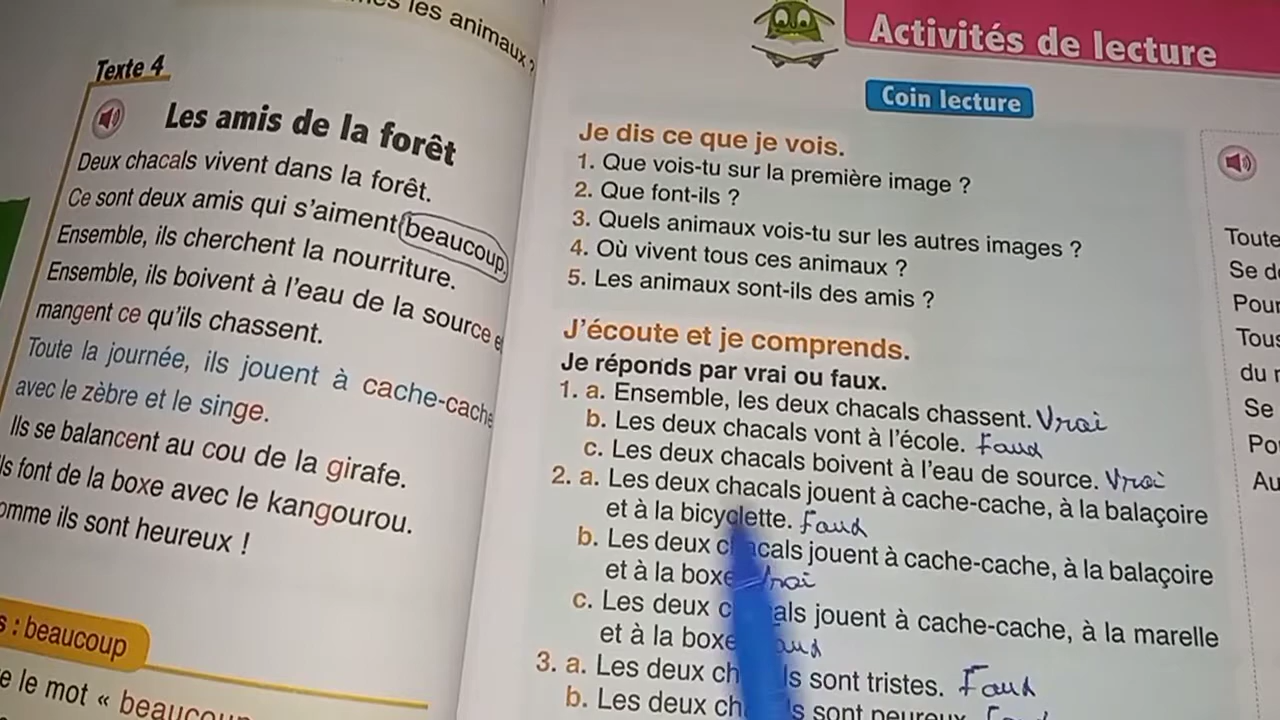 les animaux ?
Texte 4
Les amis de la forêt
Deux chacals vivent dans la forêt.
Ce sont deux amis qui s'aiment beaucoup.
Ensemble, ils cherchent la nourriture.
Ensemble, ils boivent à l'eau de la source
mangent ce qu'ils chassent.
Toute la journée, ils jouent à cache-cache
avec le zèbre et le singe.
Ils se balancent au cou de la girafe.
ls font de la boxe avec le kangourou.
omme ils sont heureux !
s : beaucoup
e le mot « beaucou
Activités de lecture
Coin lecture
Je dis ce que je vois.
1. Que vois-tu sur la première image ?
2. Que font-ils ?
3. Quels animaux vois-tu sur les autres images ?
4. Où vivent tous ces animaux ?
5. Les animaux sont-ils des amis ?
J'écoute et je comprends.
Je réponds par vrai ou faux.
1. a. Ensemble, les deux chacals chassent. Vrai
b. Les deux chacals vont à l'école. Faux
c. Les deux chacals boivent à l'eau de source. Vrai
2. a. Les deux chacals jouent à cache-cache, à la balaçoire
et à la bicyclette. Faux
b. Les deux chacals jouent à cache-cache, à la balaçoire
et à la boxe Vrai
c. Les deux c als jouent à cache-cache, à la marelle
et à la boxe aux
3. a. Les deux ch ls sont tristes. Faux
b. Les deux ch s sont peureux.
Toute
Se d
Pour
Tous
du r
Se
Po
Au